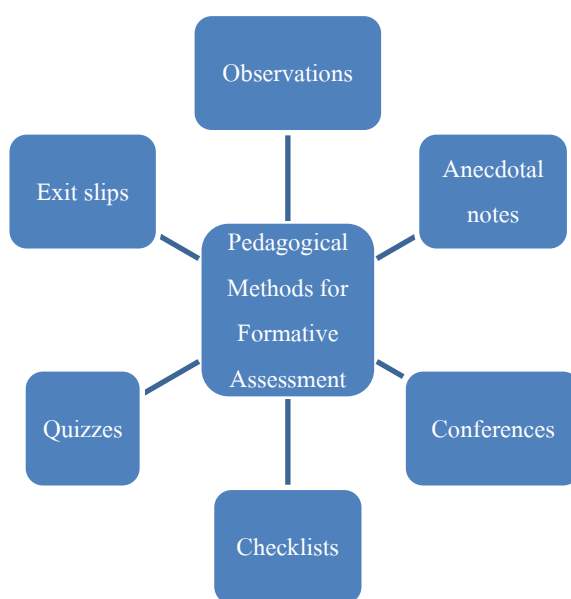 Observations
Exit slips
Anecdotal
notes
Pedagogical
Methods for
Formative
Assessment
Quizzes
Conferences
Checklists